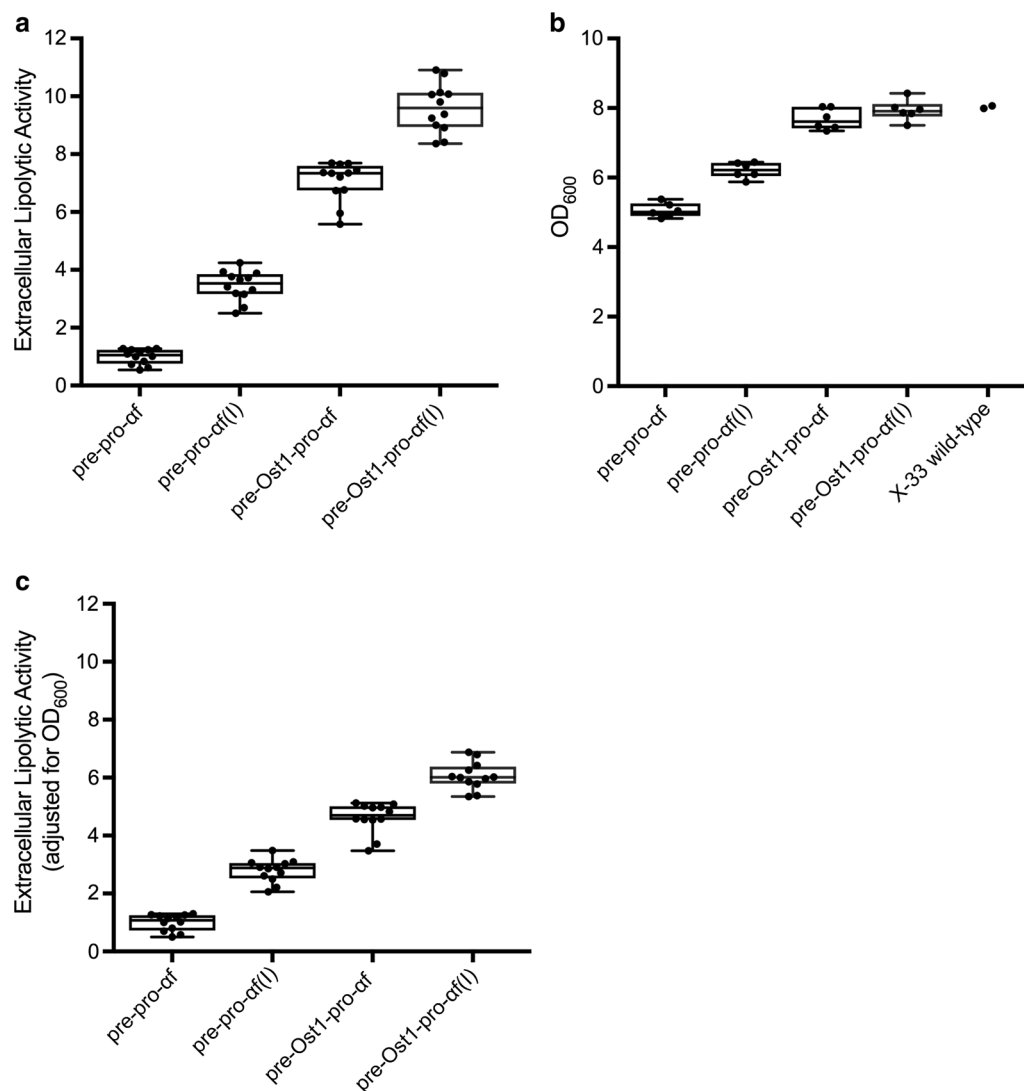 a
Extracellular Lipolytic Activity
12
10
8
6
4
2
0
pre-pro-αf
pre-pro-αf(I)
pre-Ost1-pro-αf
pre-Ost1-pro-αf(I)
b
OD600
10
8
6
4
2
0
pre-pro-αf
pre-pro-αf(I)
pre-Ost1-pro-αf
pre-Ost1-pro-αf(I)
X-33 wild-type
c
Extracellular Lipolytic Activity
(adjusted for OD600)
12
10
8
6
4
2
0
pre-pro-αf
pre-pro-αf(I)
pre-Ost1-pro-αf
pre-Ost1-pro-αf(I)